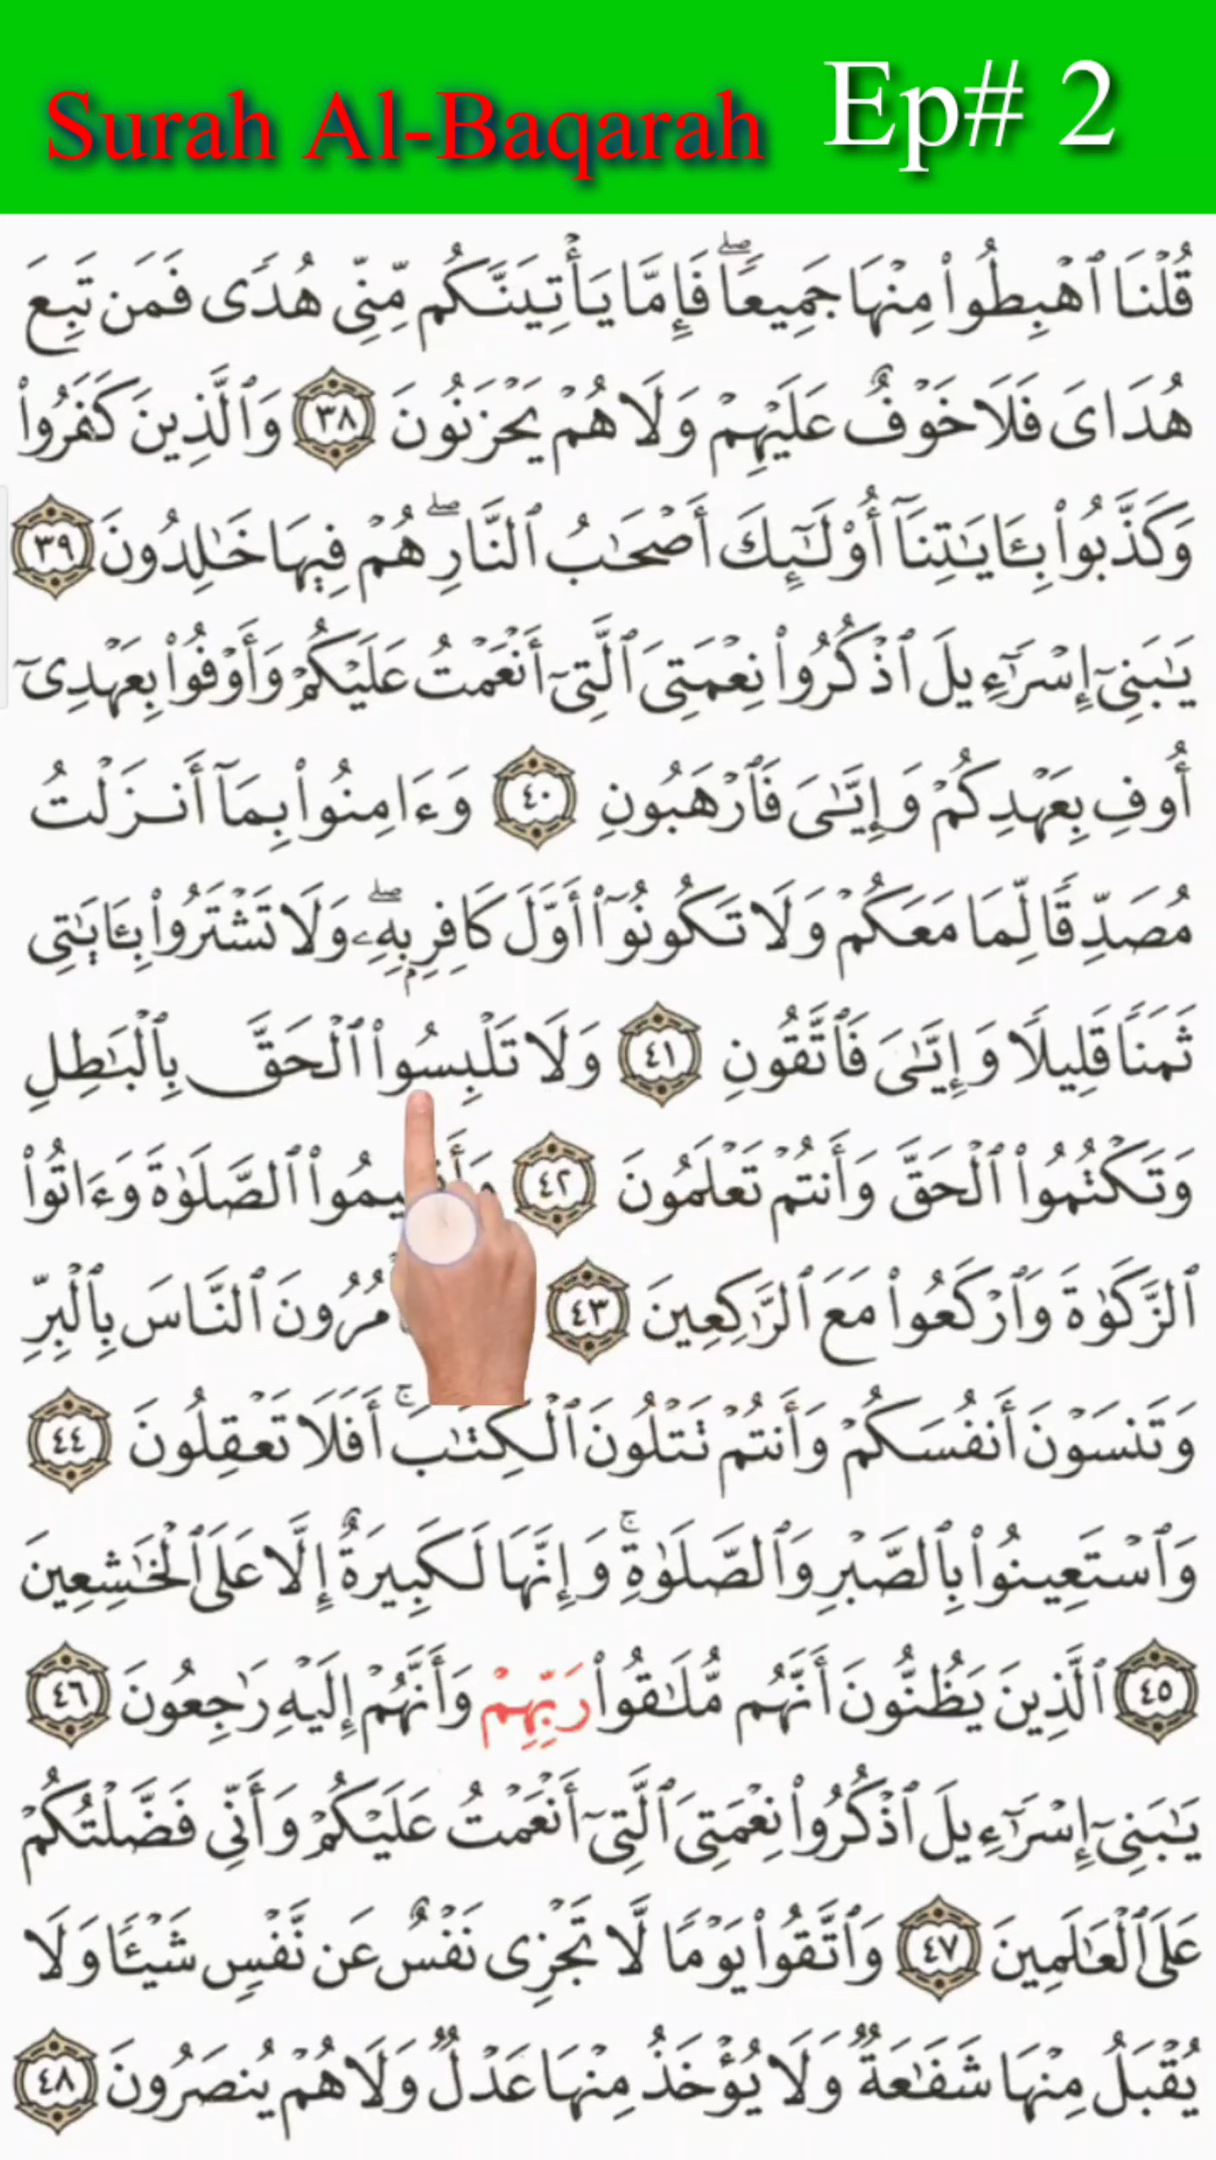 Surah Al-Baqarah Ep# 2
قُلۡنَا ٱهۡبِطُواْ مِنۡهَا جَمِيعٗاۖ فَإِمَّا يَأۡتِيَنَّكُم مِّنِّي هُدٗى فَمَن تَبِعَ
هُدَايَ فَلَا خَوۡفٌ عَلَيۡهِمۡ وَلَا هُمۡ يَحۡزَنُونَ ٣٨ وَٱلَّذِينَ كَفَرُواْ
وَكَذَّبُواْ بِـَٔايَٰتِنَآ أُوْلَٰٓئِكَ أَصۡحَٰبُ ٱلنَّارِۖ هُمۡ فِيهَا خَٰلِدُونَ ٣٩
يَٰبَنِيٓ إِسۡرَٰٓءِيلَ ٱذۡكُرُواْ نِعۡمَتِيَ ٱلَّتِيٓ أَنۡعَمۡتُ عَلَيۡكُمۡ وَأَوۡفُواْ بِعَهۡدِيٓ
أُوفِ بِعَهۡدِكُمۡ وَإِيَّٰيَ فَٱرۡهَبُونِ ٤٠ وَءَامِنُواْ بِمَآ أَنزَلۡتُ
مُصَدِّقٗا لِّمَا مَعَكُمۡ وَلَا تَكُونُوٓاْ أَوَّلَ كَافِرِۭ بِهِۦۖ وَلَا تَشۡتَرُواْ بِـَٔايَٰتِي
ثَمَنٗا قَلِيلٗا وَإِيَّٰيَ فَٱتَّقُونِ ٤١ وَلَا تَلۡبِسُواْ ٱلۡحَقَّ بِٱلۡبَٰطِلِ
وَتَكۡتُمُواْ ٱلۡحَقَّ وَأَنتُمۡ تَعۡلَمُونَ ٤٢ وَأَقِيمُواْ ٱلصَّلَوٰةَ وَءَاتُواْ
ٱلزَّكَوٰةَ وَٱرۡكَعُواْ مَعَ ٱلرَّٰكِعِينَ ٤٣ ٱلنَّاسَ بِٱلۡبِرِّ
وَتَنسَوۡنَ أَنفُسَكُمۡ وَأَنتُمۡ تَتۡلُونَ ٱلۡكِتَٰبَۚ أَفَلَا تَعۡقِلُونَ ٤٤
وَٱسۡتَعِينُواْ بِٱلصَّبۡرِ وَٱلصَّلَوٰةِۚ وَإِنَّهَا لَكَبِيرَةٌ إِلَّا عَلَى ٱلۡخَٰشِعِينَ
٤٥ ٱلَّذِينَ يَظُنُّونَ أَنَّهُم مُّلَٰقُواْ رَبِّهِمۡ وَأَنَّهُمۡ إِلَيۡهِ رَٰجِعُونَ ٤٦
يَٰبَنِيٓ إِسۡرَٰٓءِيلَ ٱذۡكُرُواْ نِعۡمَتِيَ ٱلَّتِيٓ أَنۡعَمۡتُ عَلَيۡكُمۡ وَأَنِّي فَضَّلۡتُكُمۡ
عَلَى ٱلۡعَٰلَمِينَ ٤٧ وَٱتَّقُواْ يَوۡمٗا لَّا تَجۡزِي نَفۡسٌ عَن نَّفۡسٖ شَيۡـٔٗا وَلَا
يُقۡبَلُ مِنۡهَا شَفَٰعَةٞ وَلَا يُؤۡخَذُ مِنۡهَا عَدۡلٞ وَلَا هُمۡ يُنصَرُونَ ٤٨